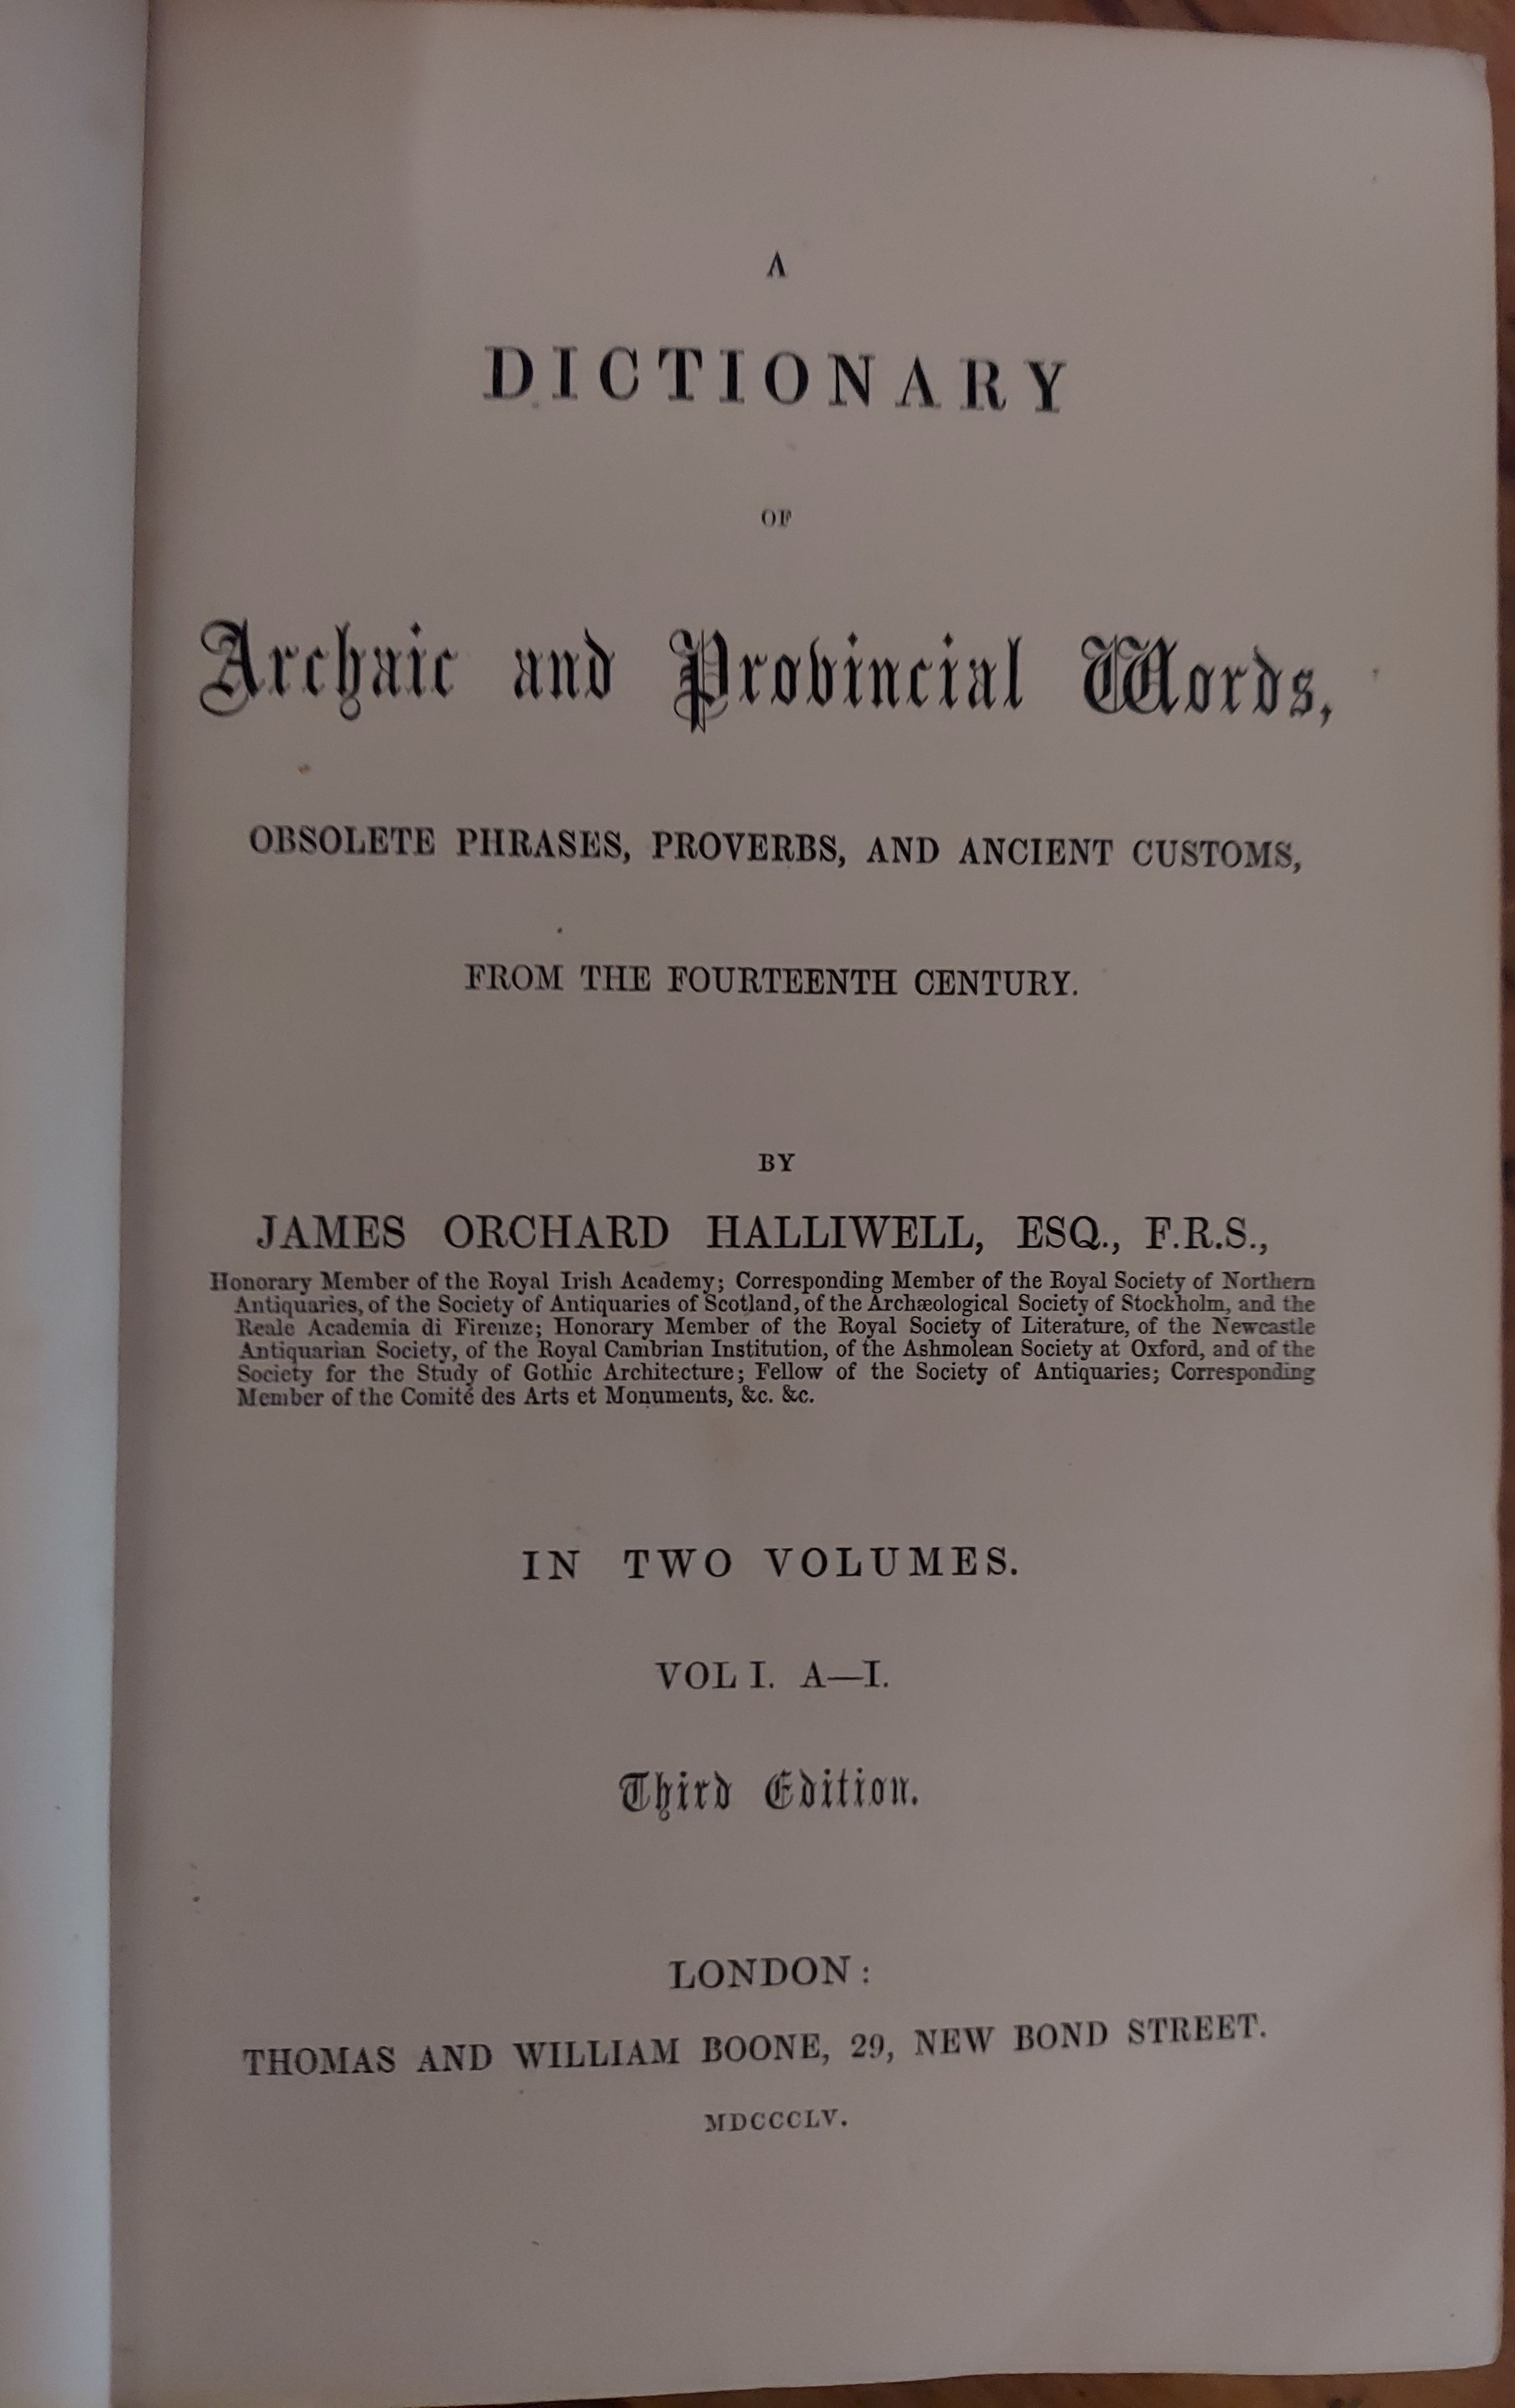 A
DICTIONARY
OF
Archaic and Provincial Words,
OBSOLETE PHRASES, PROVERBS, AND ANCIENT CUSTOMS,
FROM THE FOURTEENTH CENTURY.
BY
JAMES ORCHARD HALLIWELL, ESQ., F.R.S.,
Honorary Member of the Royal Irish Academy; Corresponding Member of the Royal Society of Northern
Antiquaries, of the Society of Antiquaries of Scotland, of the Archæological Society of Stockholm, and the
Reale Academia di Firenze; Honorary Member of the Royal Society of Literature, of the Newcastle
Antiquarian Society, of the Royal Cambrian Institution, of the Ashmolean Society at Oxford, and of the
Society for the Study of Gothic Architecture; Fellow of the Society of Antiquaries; Corresponding
Member of the Comité des Arts et Monuments, &c. &c.
IN TWO VOLUMES.
VOL I. A—I.
Third Edition.
LONDON:
THOMAS AND WILLIAM BOONE, 29, NEW BOND STREET.
MDCCCLV.